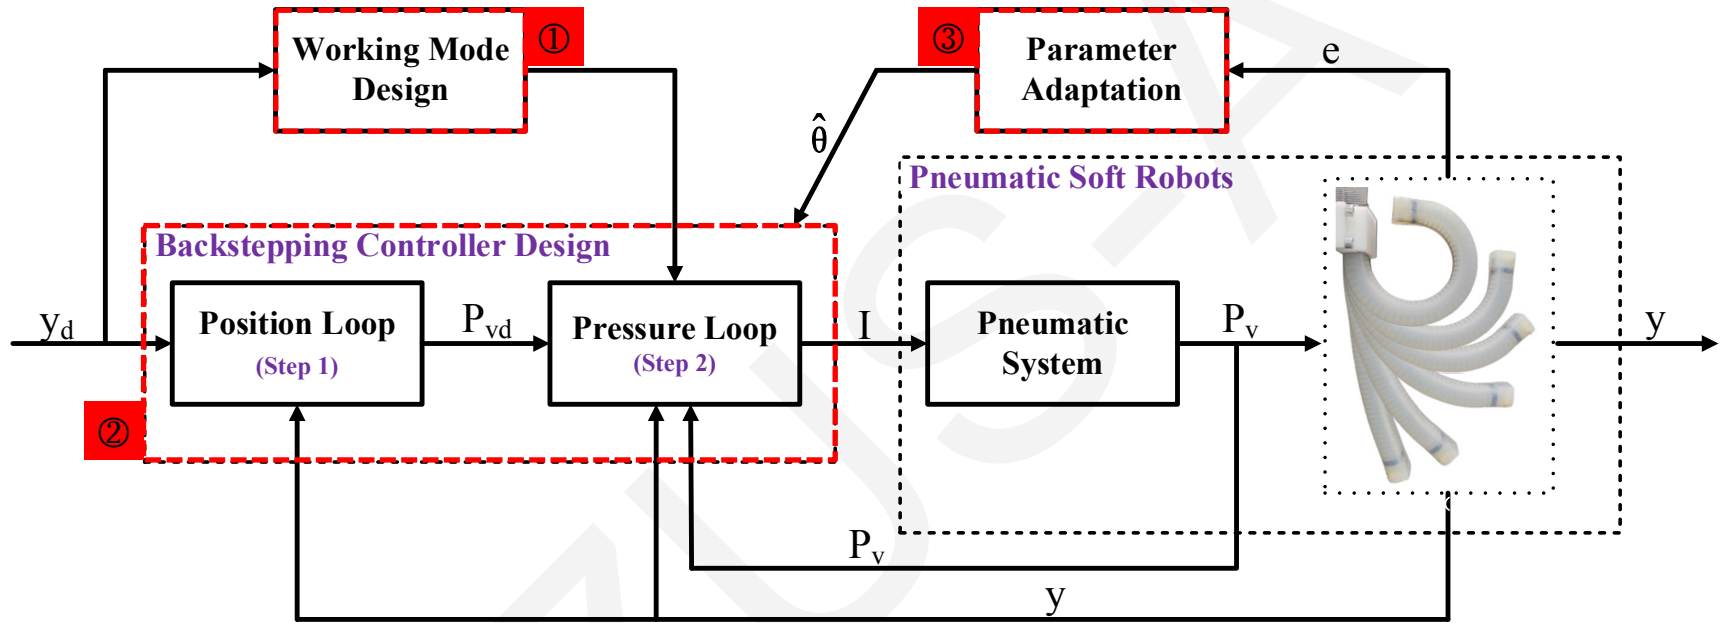 Working Mode
Design
①
③
Parameter
Adaptation
e
θ̂
Pneumatic Soft Robots
Backstepping Controller Design
y_d
Position Loop
(Step 1)
P_vd
Pressure Loop
(Step 2)
I
Pneumatic
System
P_v
y
②
P_v
y
ZUS-A